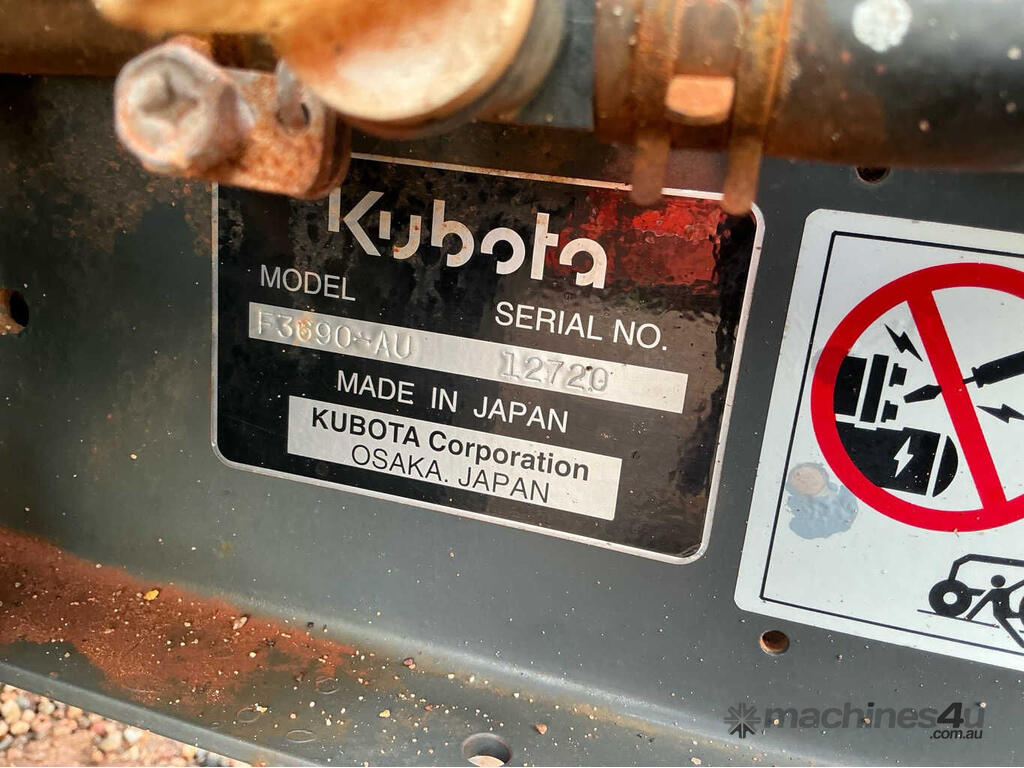 Kubota
MODEL
SERIAL NO.
F3690-AU 12720
MADE IN JAPAN
KUBOTA Corporation
OSAKA. JAPAN
machines4u
.com.au